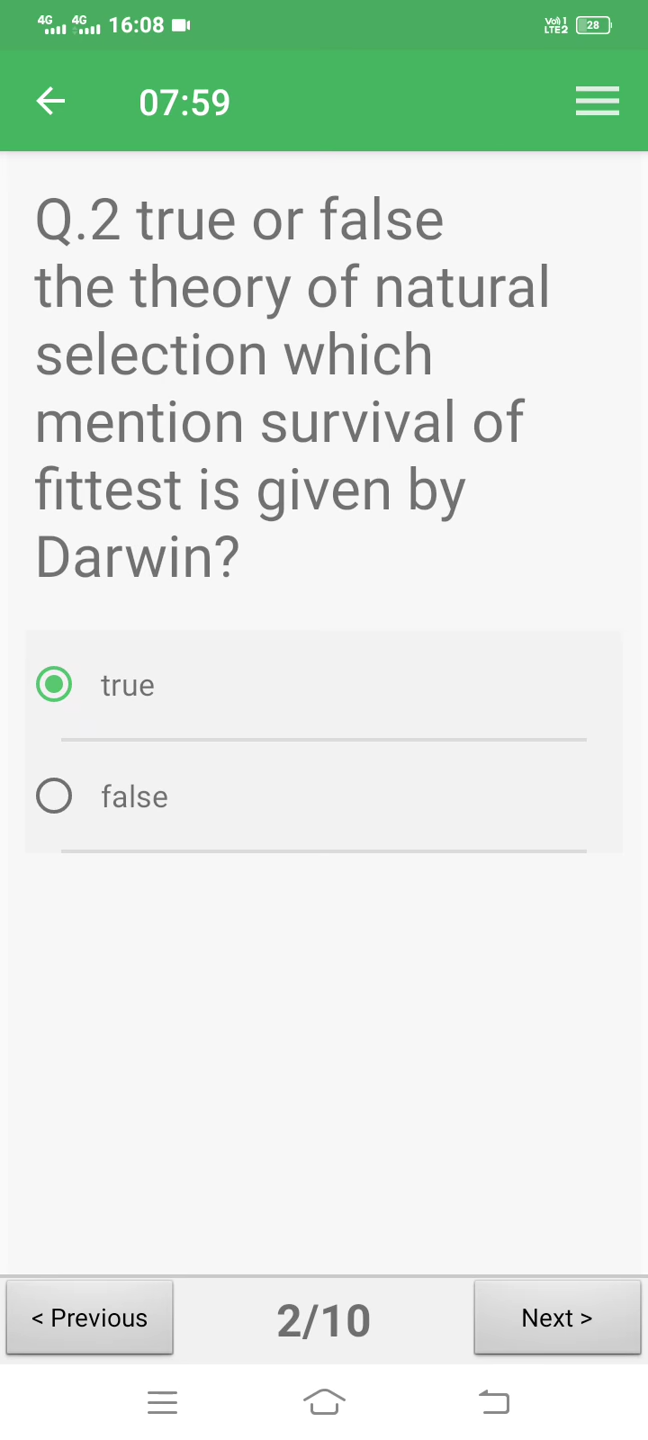 4G 4G 16:08 Vo) 1 LTE2 28
07:59
Q.2 true or false
the theory of natural
selection which
mention survival of
fittest is given by
Darwin?
true
false
< Previous 2/10 Next >